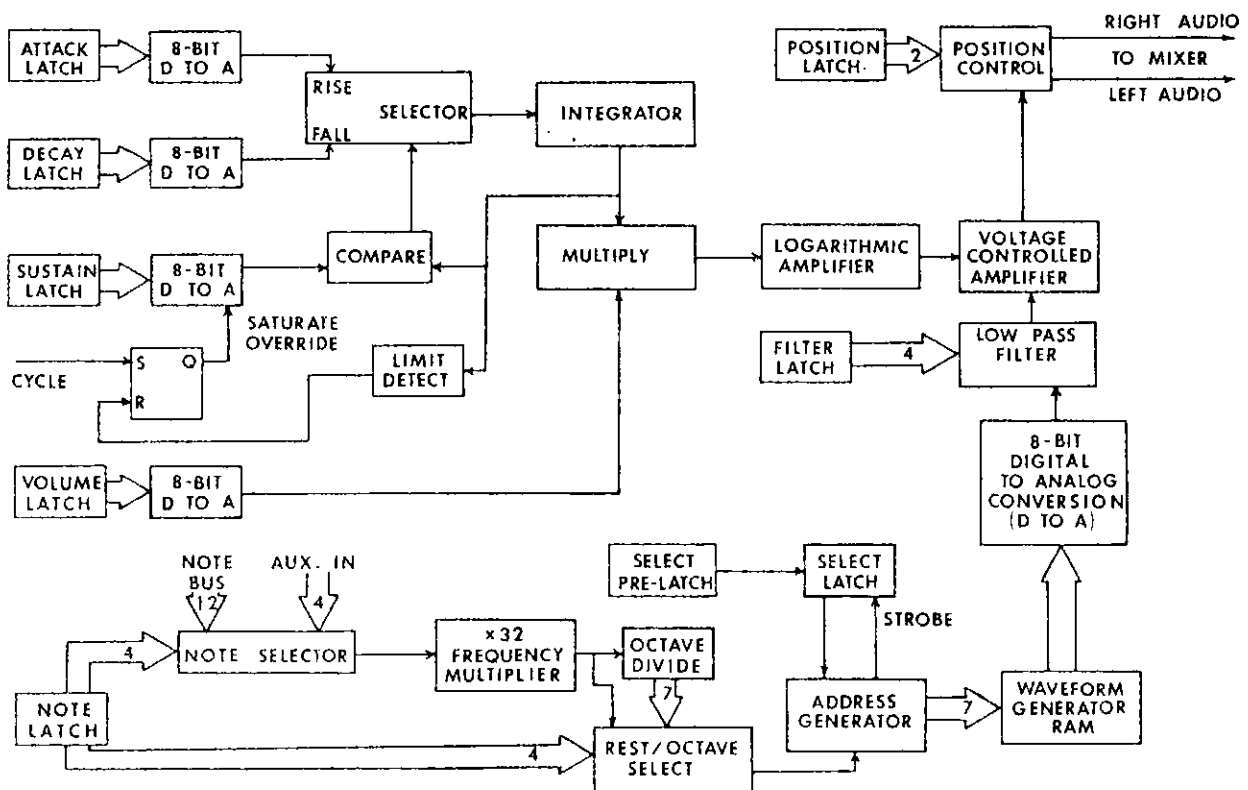 ATTACK
LATCH
8-BIT
D TO A
RISE
FALL
SELECTOR
INTEGRATOR
DECAY
LATCH
8-BIT
D TO A
POSITION
LATCH
2
POSITION
CONTROL
RIGHT AUDIO
TO MIXER
LEFT AUDIO
SUSTAIN
LATCH
8-BIT
D TO A
COMPARE
MULTIPLY
LOGARITHMIC
AMPLIFIER
VOLTAGE
CONTROLLED
AMPLIFIER
SATURATE
OVERRIDE
CYCLE
S
Q
R
LIMIT
DETECT
FILTER
LATCH
4
LOW PASS
FILTER
VOLUME
LATCH
8-BIT
D TO A
8-BIT
DIGITAL
TO ANALOG
CONVERSION
(D TO A)
NOTE
BUS
12
AUX. IN
4
SELECT
PRE-LATCH
SELECT
LATCH
STROBE
4
NOTE SELECTOR
×32
FREQUENCY
MULTIPLIER
OCTAVE
DIVIDE
7
NOTE
LATCH
4
REST/OCTAVE
SELECT
ADDRESS
GENERATOR
7
WAVEFORM
GENERATOR
RAM